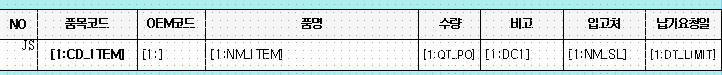 NO 품목코드 OEM코드 품명 수량 비고 입고처 납기요청일
JS [1:CD_ITEM] [1:] [1:NM_ITEM] [1:QT_PO] [1:DC1] [1:NM_SL] [1:DT_LIMIT]